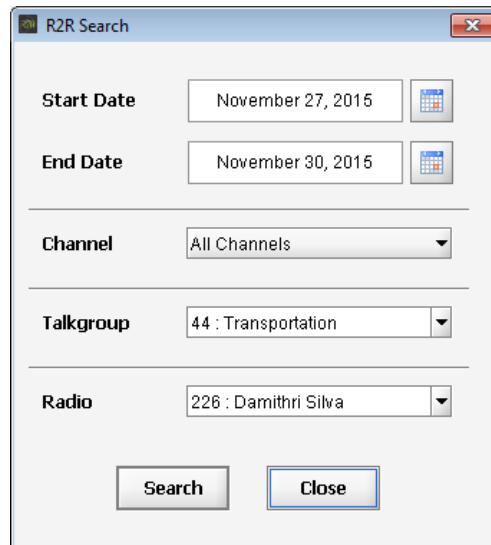 R2R Search
Start Date November 27, 2015
End Date November 30, 2015
Channel All Channels
Talkgroup 44 : Transportation
Radio 226 : Damithri Silva
Search Close